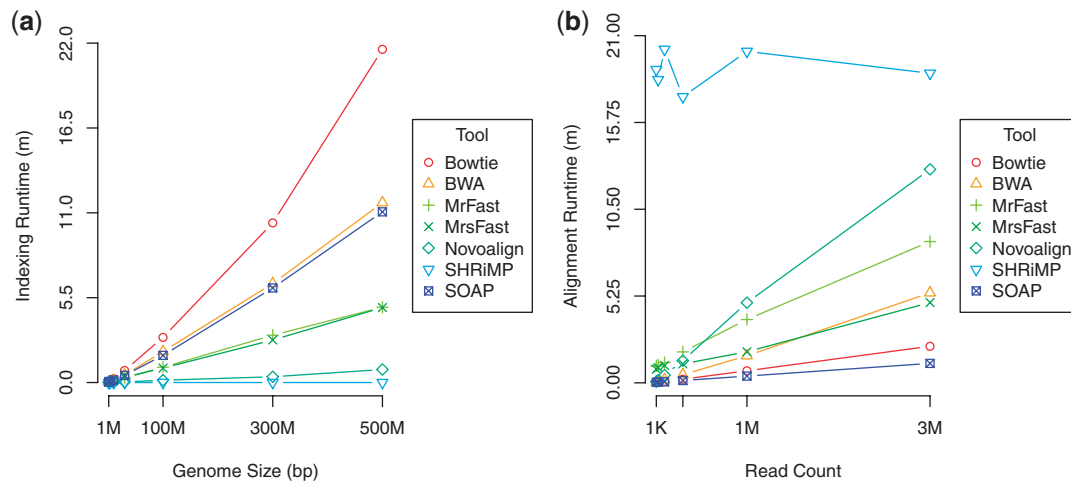 (a)
Indexing Runtime (m)
22.0
16.5
11.0
5.5
0.0
1M 100M 300M 500M
Genome Size (bp)
Tool
Bowtie
BWA
MrFast
MrsFast
Novoalign
SHRiMP
SOAP
(b)
Alignment Runtime (m)
21.00
15.75
10.50
5.25
0.00
1K 1M 3M
Read Count
Tool
Bowtie
BWA
MrFast
MrsFast
Novoalign
SHRiMP
SOAP